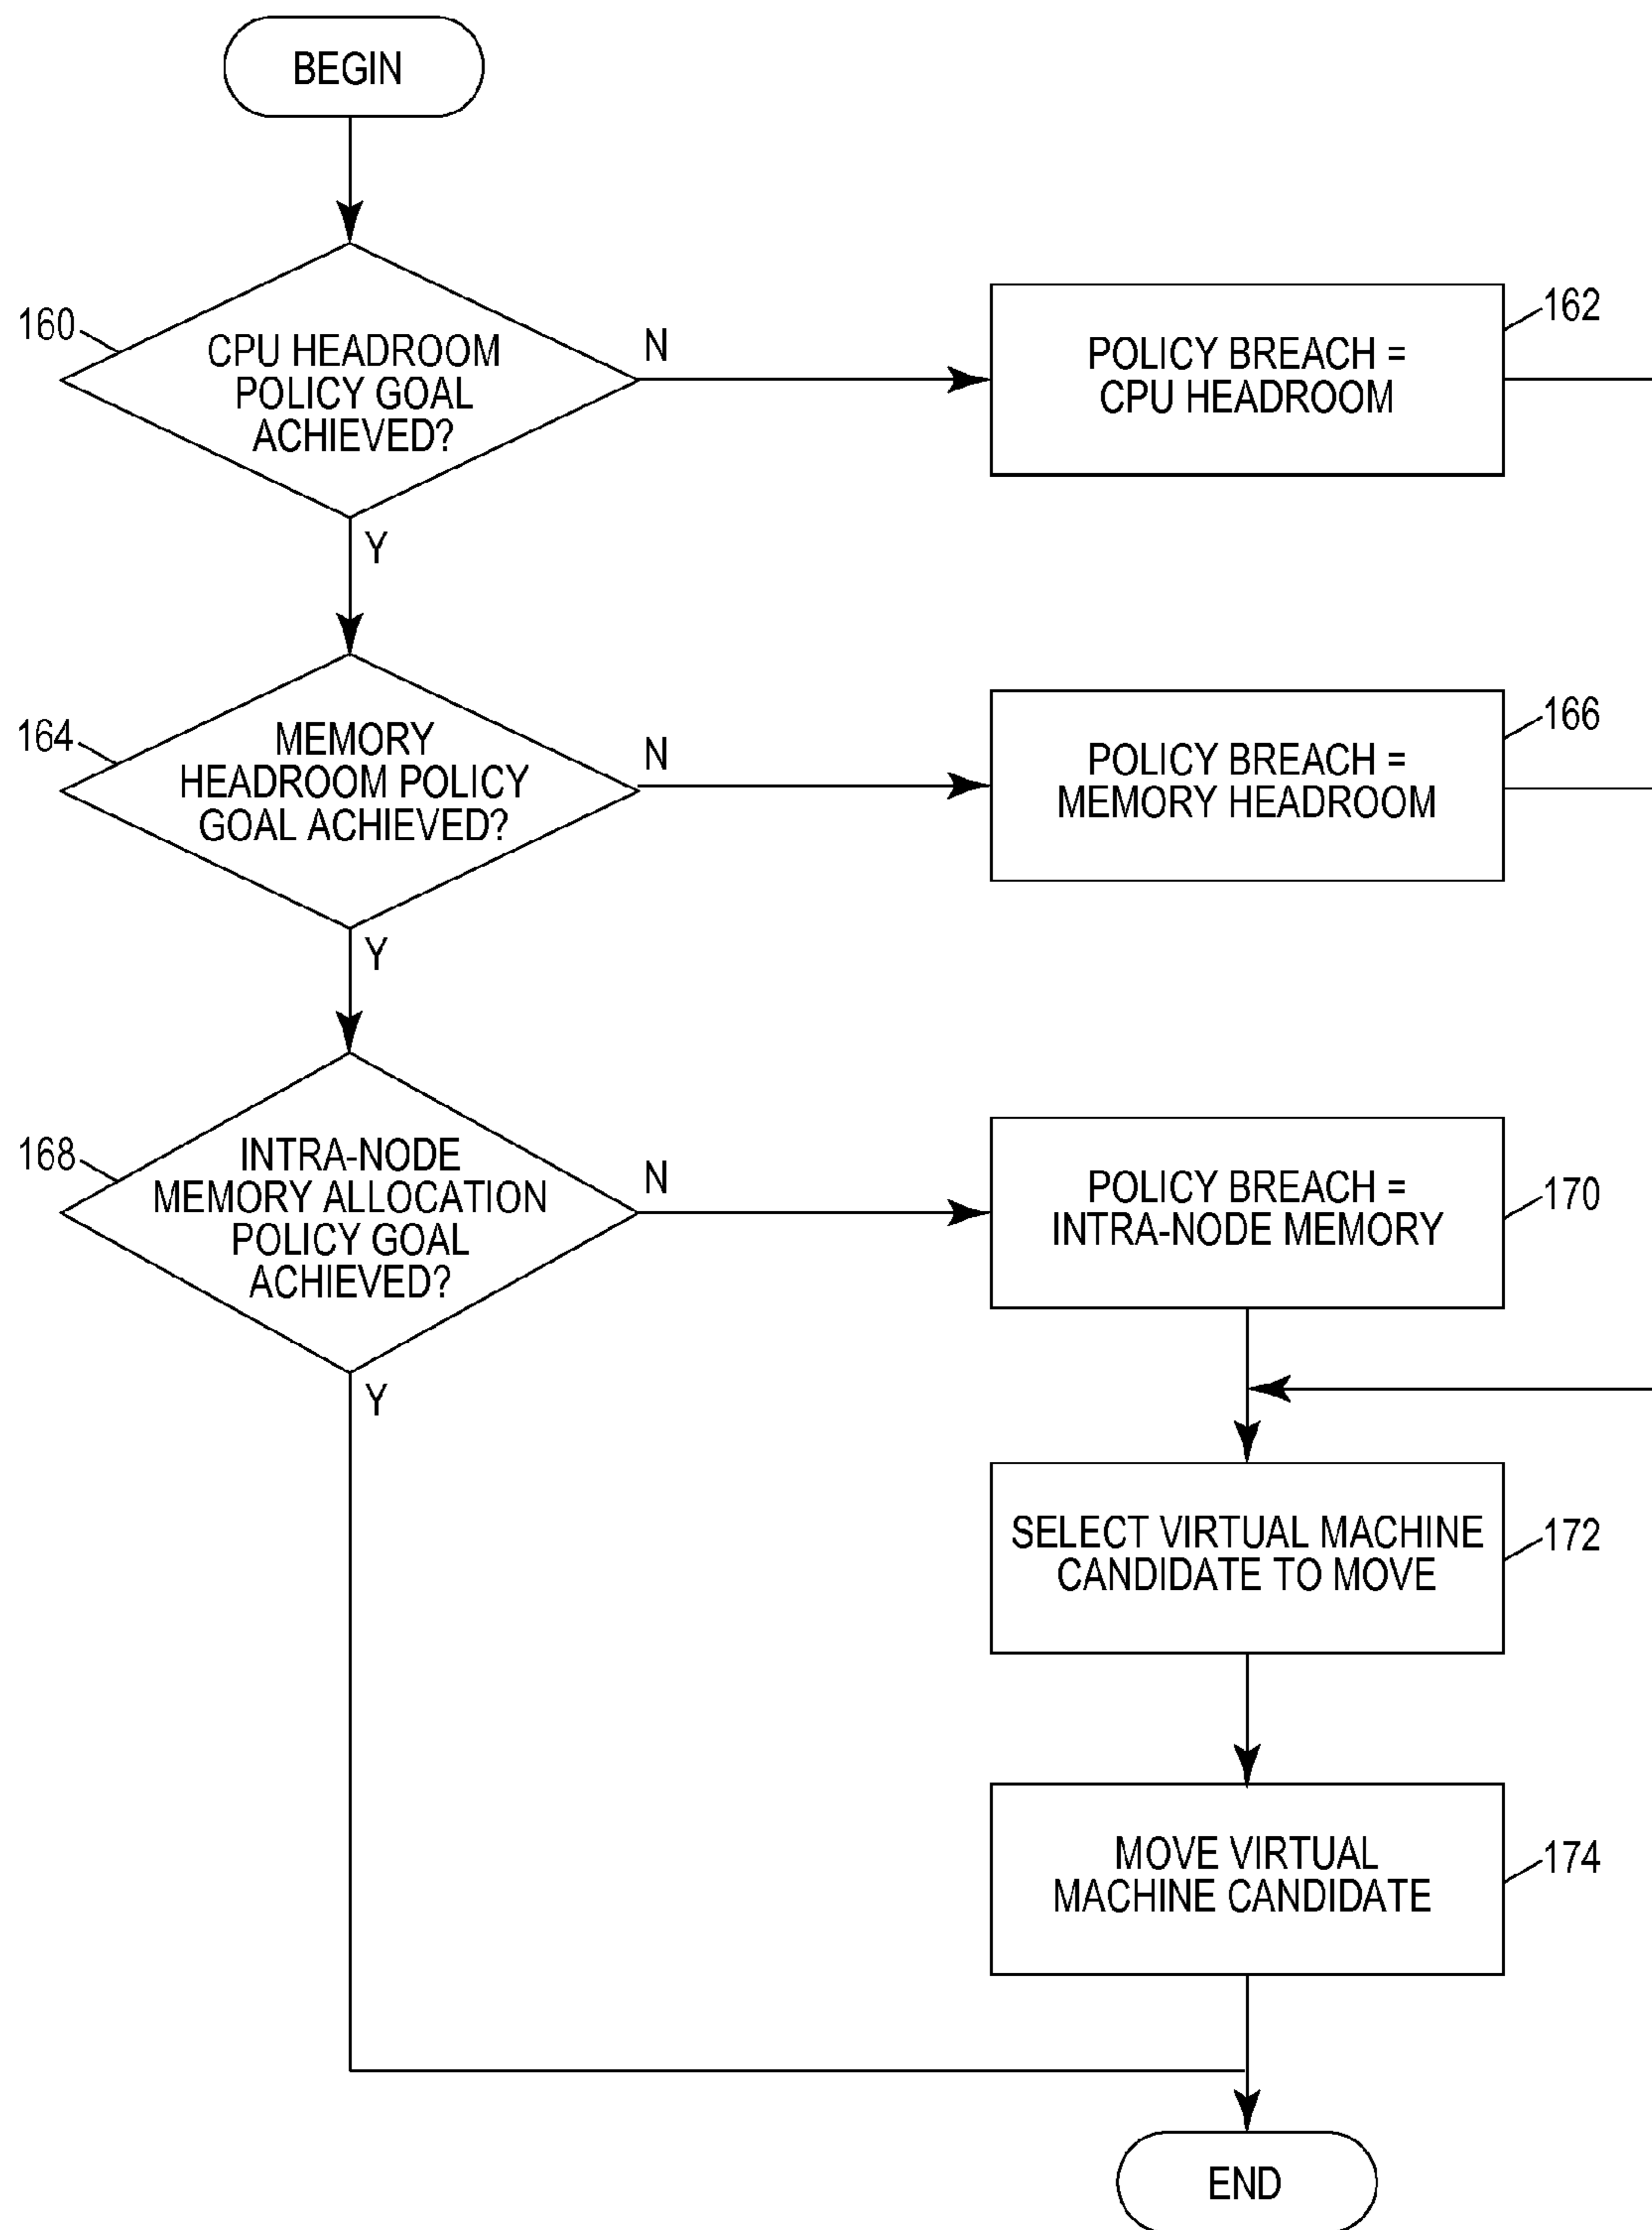 BEGIN
160
CPU HEADROOM
POLICY GOAL
ACHIEVED?
N
Y
162
POLICY BREACH =
CPU HEADROOM
164
MEMORY
HEADROOM POLICY
GOAL ACHIEVED?
N
Y
166
POLICY BREACH =
MEMORY HEADROOM
168
INTRA-NODE
MEMORY ALLOCATION
POLICY GOAL
ACHIEVED?
N
Y
170
POLICY BREACH =
INTRA-NODE MEMORY
SELECT VIRTUAL MACHINE
CANDIDATE TO MOVE
172
MOVE VIRTUAL
MACHINE CANDIDATE
174
END